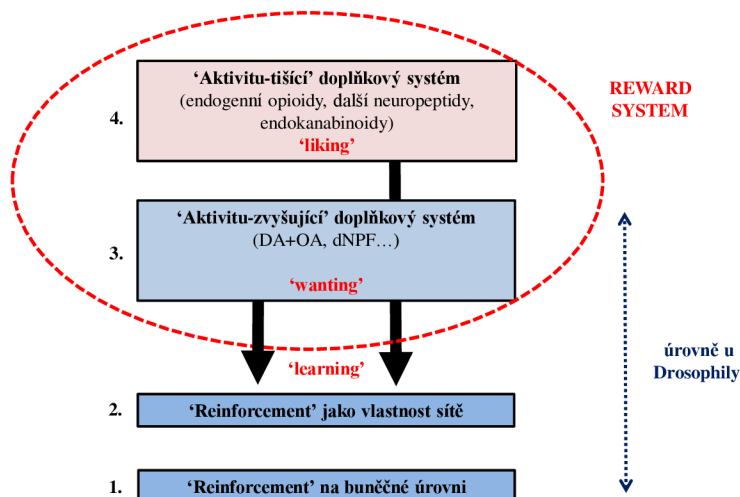 ‘Aktivitu-tišící’ doplňkový systém
(endogenní opioidy, další neuropeptidy,
endokanabinoidy)
4.
‘liking’
REWARD
SYSTEM
‘Aktivitu-zvyšující’ doplňkový systém
(DA+OA, dNPF…)
3.
‘wanting’
‘learning’
úrovně u
Drosophily
2.
‘Reinforcement’ jako vlastnost sítě
1.
‘Reinforcement’ na buněčné úrovni